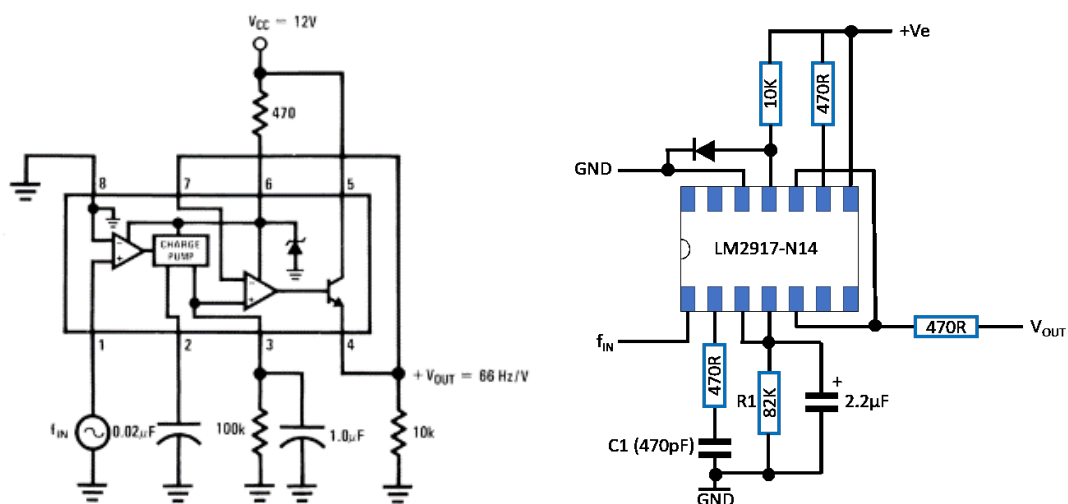 VCC = 12V
470
8
7
6
5
CHARGE
PUMP
−
+
−
+
1
2
3
4
+VOUT = 66 Hz/V
fIN
0.02µF
100k
1.0µF
10k
+Ve
10K
470R
GND
LM2917-N14
fIN
470R
VOUT
470R
R1
82K
+
2.2µF
C1 (470pF)
GND